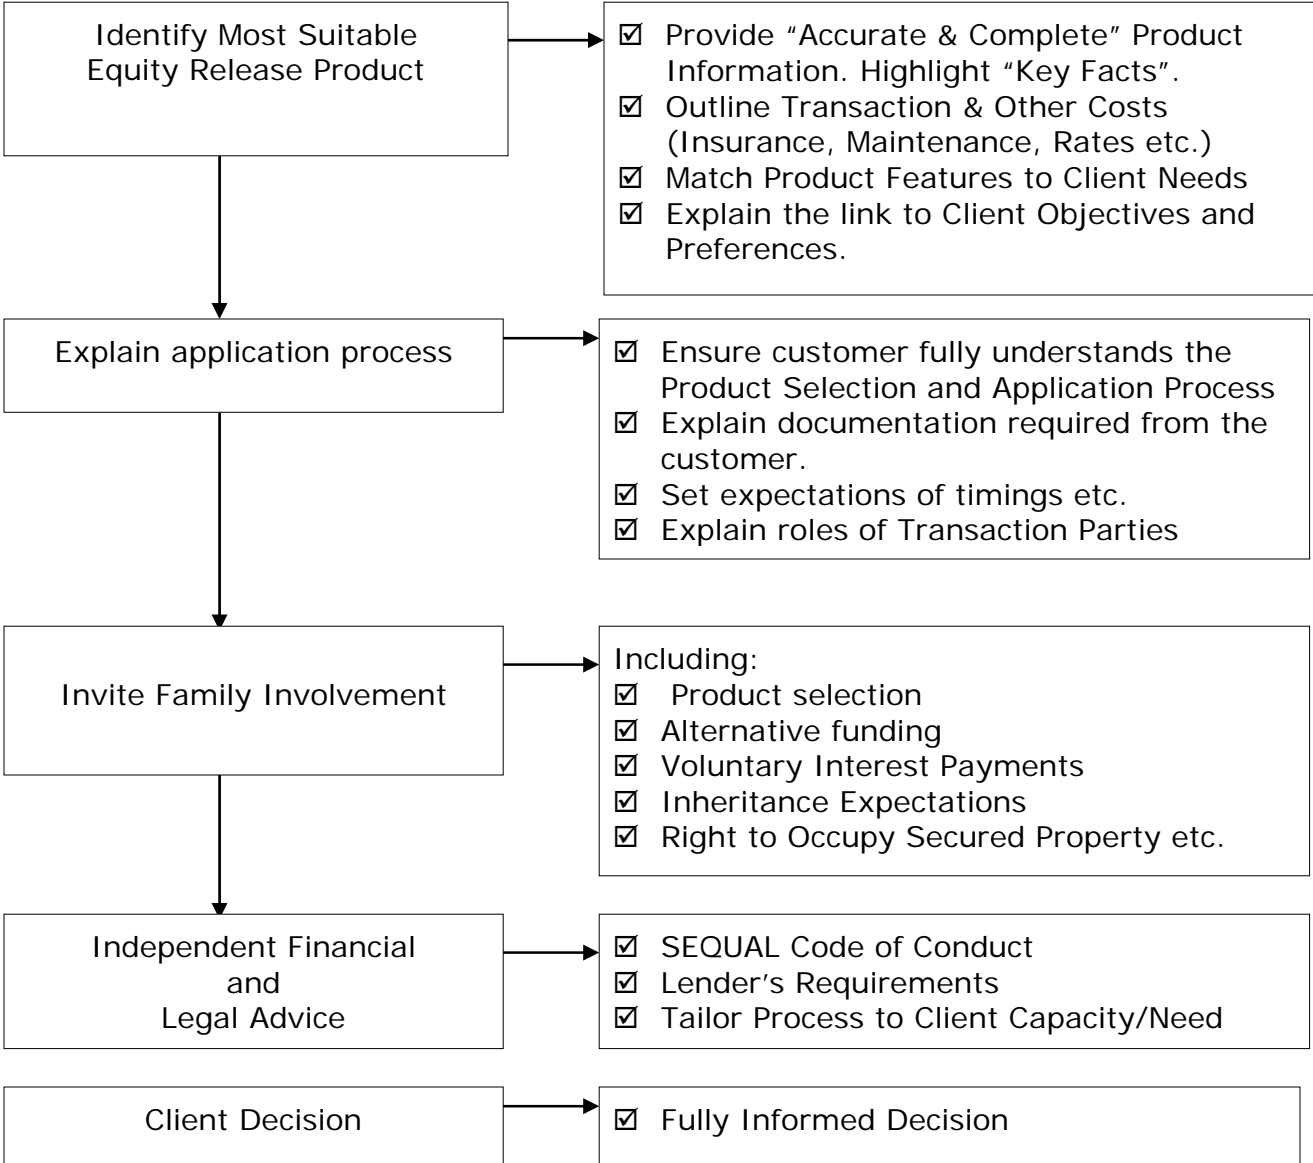 Identify Most Suitable
Equity Release Product
☑ Provide “Accurate & Complete” Product
Information. Highlight “Key Facts”.
☑ Outline Transaction & Other Costs
(Insurance, Maintenance, Rates etc.)
☑ Match Product Features to Client Needs
☑ Explain the link to Client Objectives and
Preferences.
Explain application process
☑ Ensure customer fully understands the
Product Selection and Application Process
☑ Explain documentation required from the
customer.
☑ Set expectations of timings etc.
☑ Explain roles of Transaction Parties
Invite Family Involvement
Including:
☑ Product selection
☑ Alternative funding
☑ Voluntary Interest Payments
☑ Inheritance Expectations
☑ Right to Occupy Secured Property etc.
Independent Financial
and
Legal Advice
☑ SEQUAL Code of Conduct
☑ Lender’s Requirements
☑ Tailor Process to Client Capacity/Need
Client Decision
☑ Fully Informed Decision